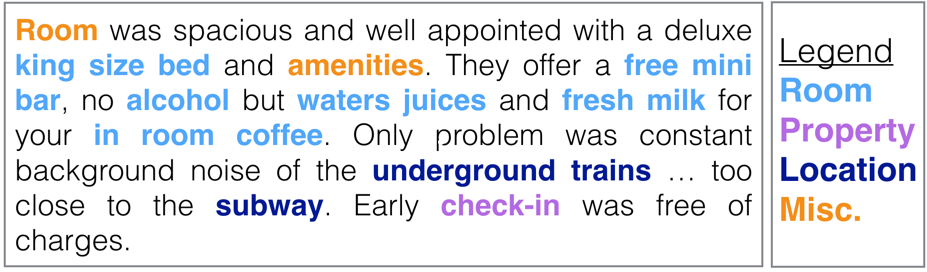 Room was spacious and well appointed with a deluxe
king size bed and amenities. They offer a free mini
bar, no alcohol but waters juices and fresh milk for
your in room coffee. Only problem was constant
background noise of the underground trains … too
close to the subway. Early check-in was free of
charges.
Legend
Room
Property
Location
Misc.